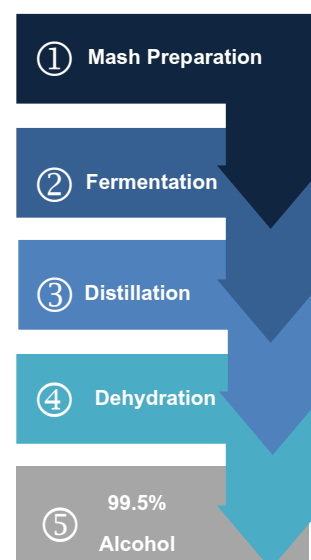 ① Mash Preparation
② Fermentation
③ Distillation
④ Dehydration
⑤ 99.5%
Alcohol